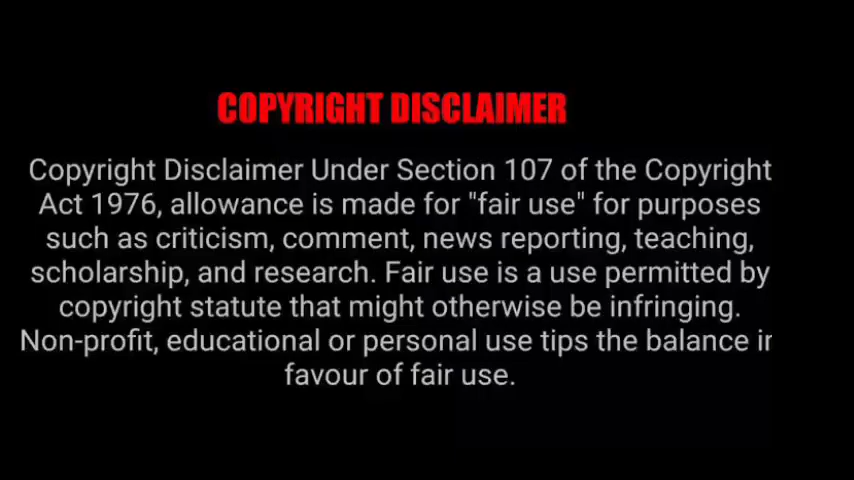 COPYRIGHT DISCLAIMER
Copyright Disclaimer Under Section 107 of the Copyright
Act 1976, allowance is made for "fair use" for purposes
such as criticism, comment, news reporting, teaching,
scholarship, and research. Fair use is a use permitted by
copyright statute that might otherwise be infringing.
Non-profit, educational or personal use tips the balance in
favour of fair use.